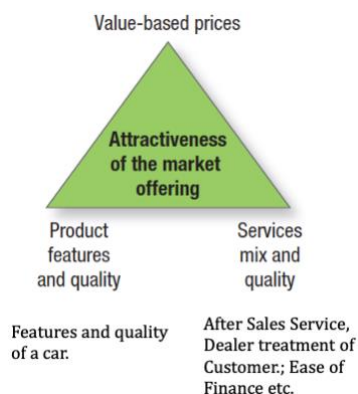 Value-based prices
Attractiveness
of the market
offering
Product
features
and quality
Services
mix and
quality
Features and quality
of a car.
After Sales Service,
Dealer treatment of
Customer.; Ease of
Finance etc.